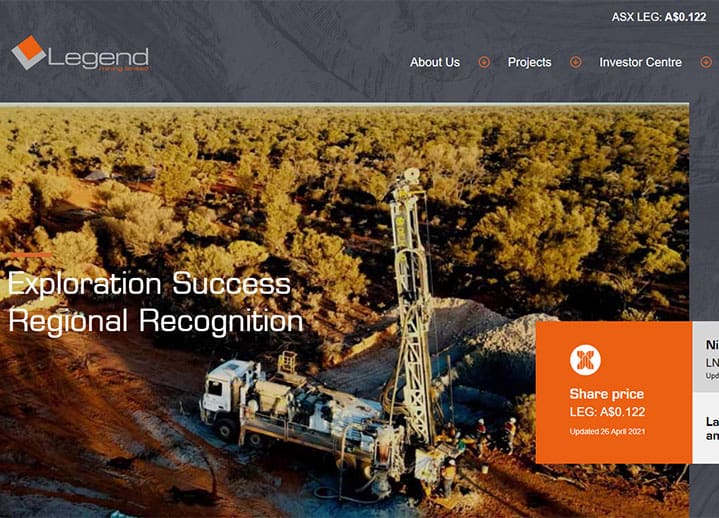 ASX LEG: A$0.122
Legend
mining limited
About Us
Projects
Investor Centre
Exploration Success
Regional Recognition
Share price
LEG: A$0.122
Updated 26 April 2021
Ni
LN
Upd
La
an